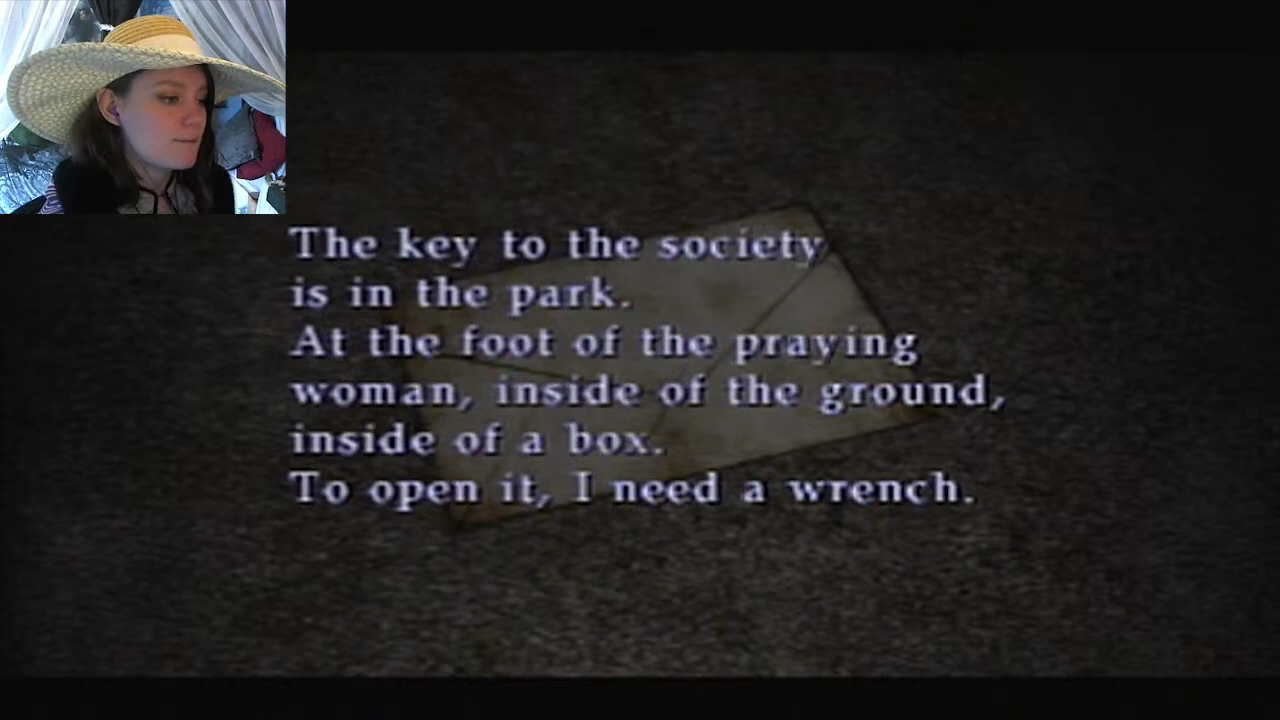 The key to the society
is in the park.
At the foot of the praying
woman, inside of the ground,
inside of a box.
To open it, I need a wrench.